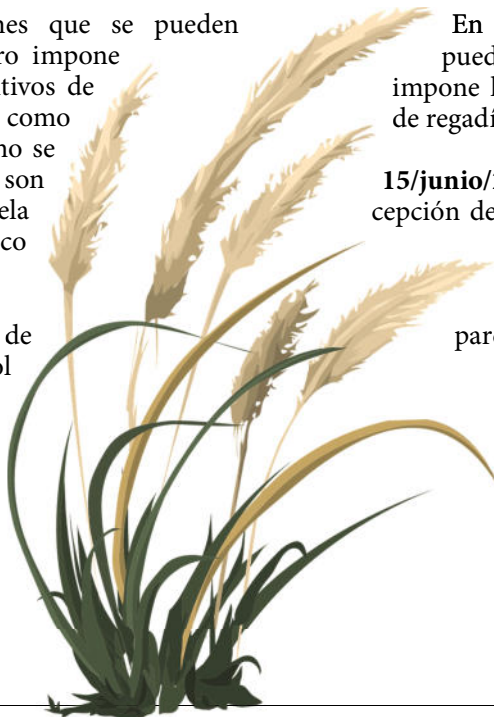 nes que se pueden
ro impone
tivos de
como
no se
son
ela
co
de
ol
En
pued
impone
de regadí
15/junio/
cepción de
par